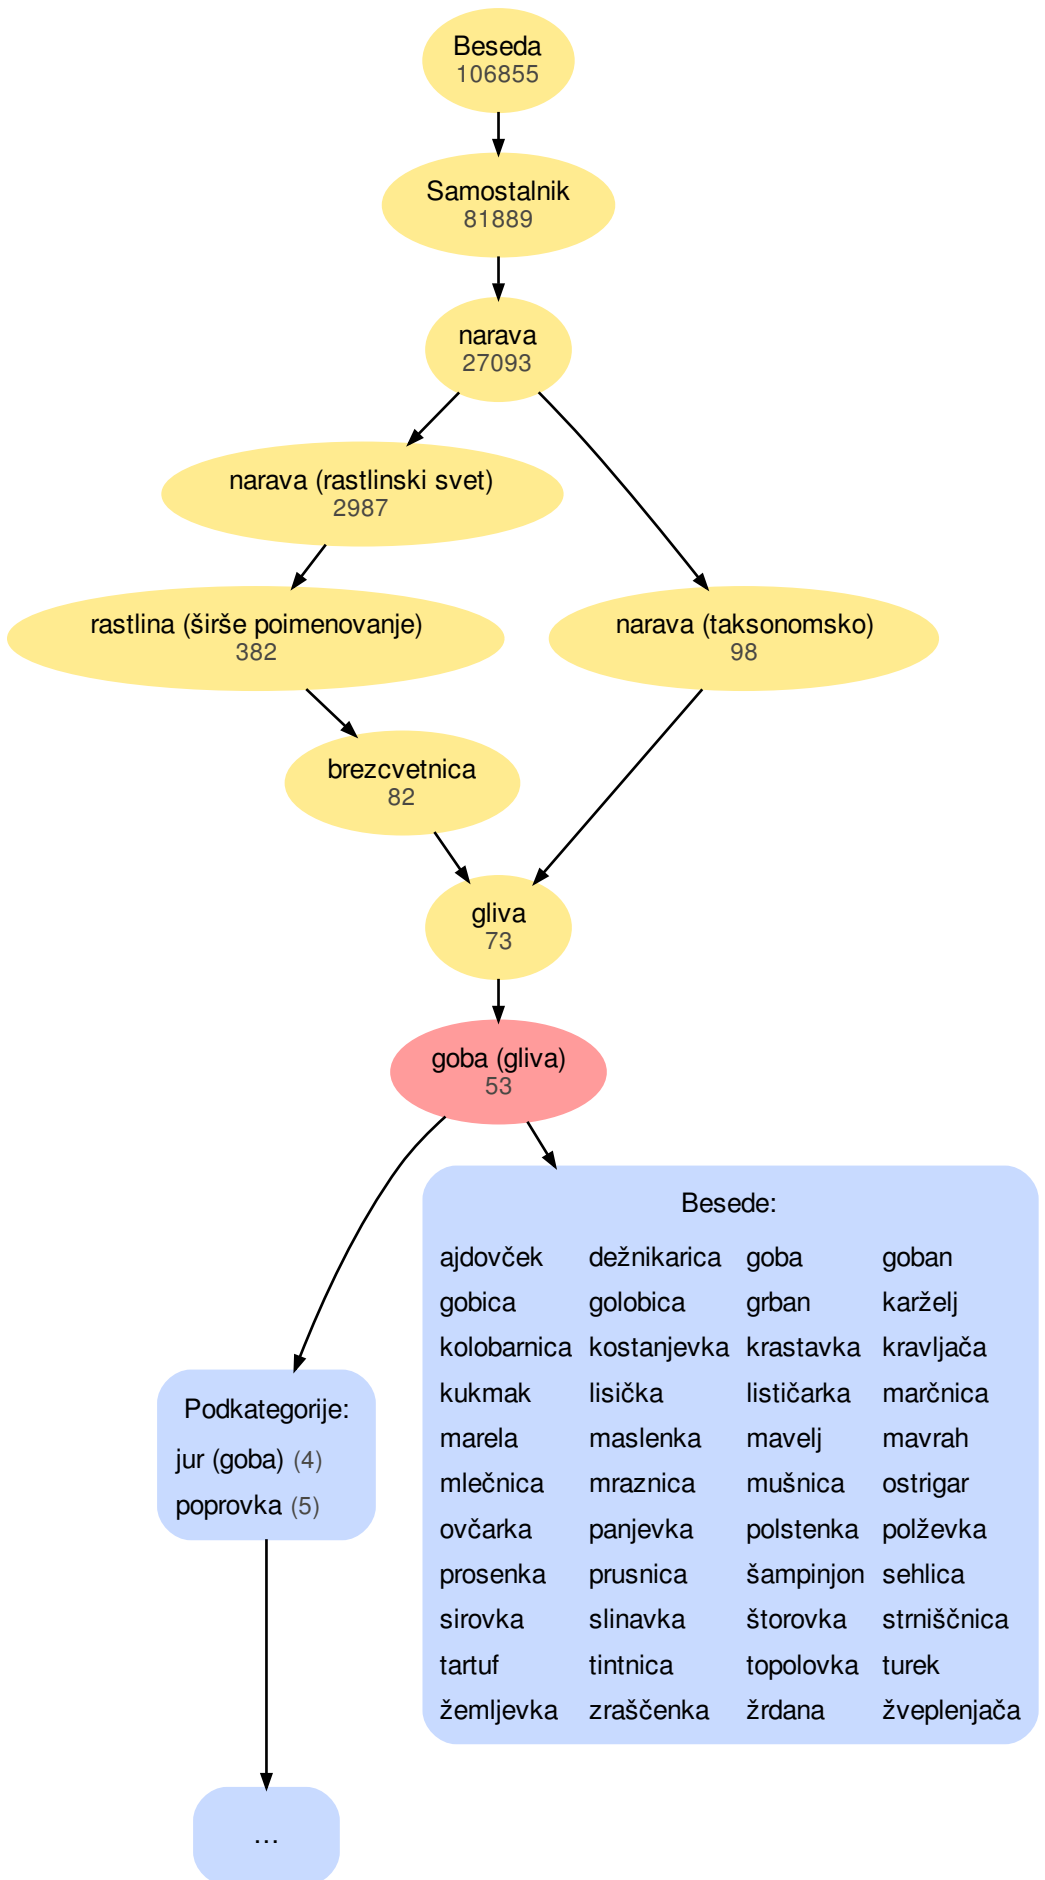 Beseda
106855
Samostalnik
81889
narava
27093
narava (rastlinski svet)
2987
rastlina (širše poimenovanje)
382
narava (taksonomsko)
98
brezcvetnica
82
gliva
73
goba (gliva)
53
Besede:
ajdovček dežnikarica goba goban
gobica golobica grban karželj
kolobarnica kostanjevka krastavka kravljača
kukmak lisička lističarka marčnica
marela maslenka mavelj mavrah
mlečnica mraznica mušnica ostrigar
ovčarka panjevka polstenka polževka
prosenka prusnica šampinjon sehlica
sirovka slinavka štorovka strniščnica
tartuf tintnica topolovka turek
žemljevka zraščenka žrdana žveplenjača
Podkategorije:
jur (goba) (4)
poprovka (5)
...